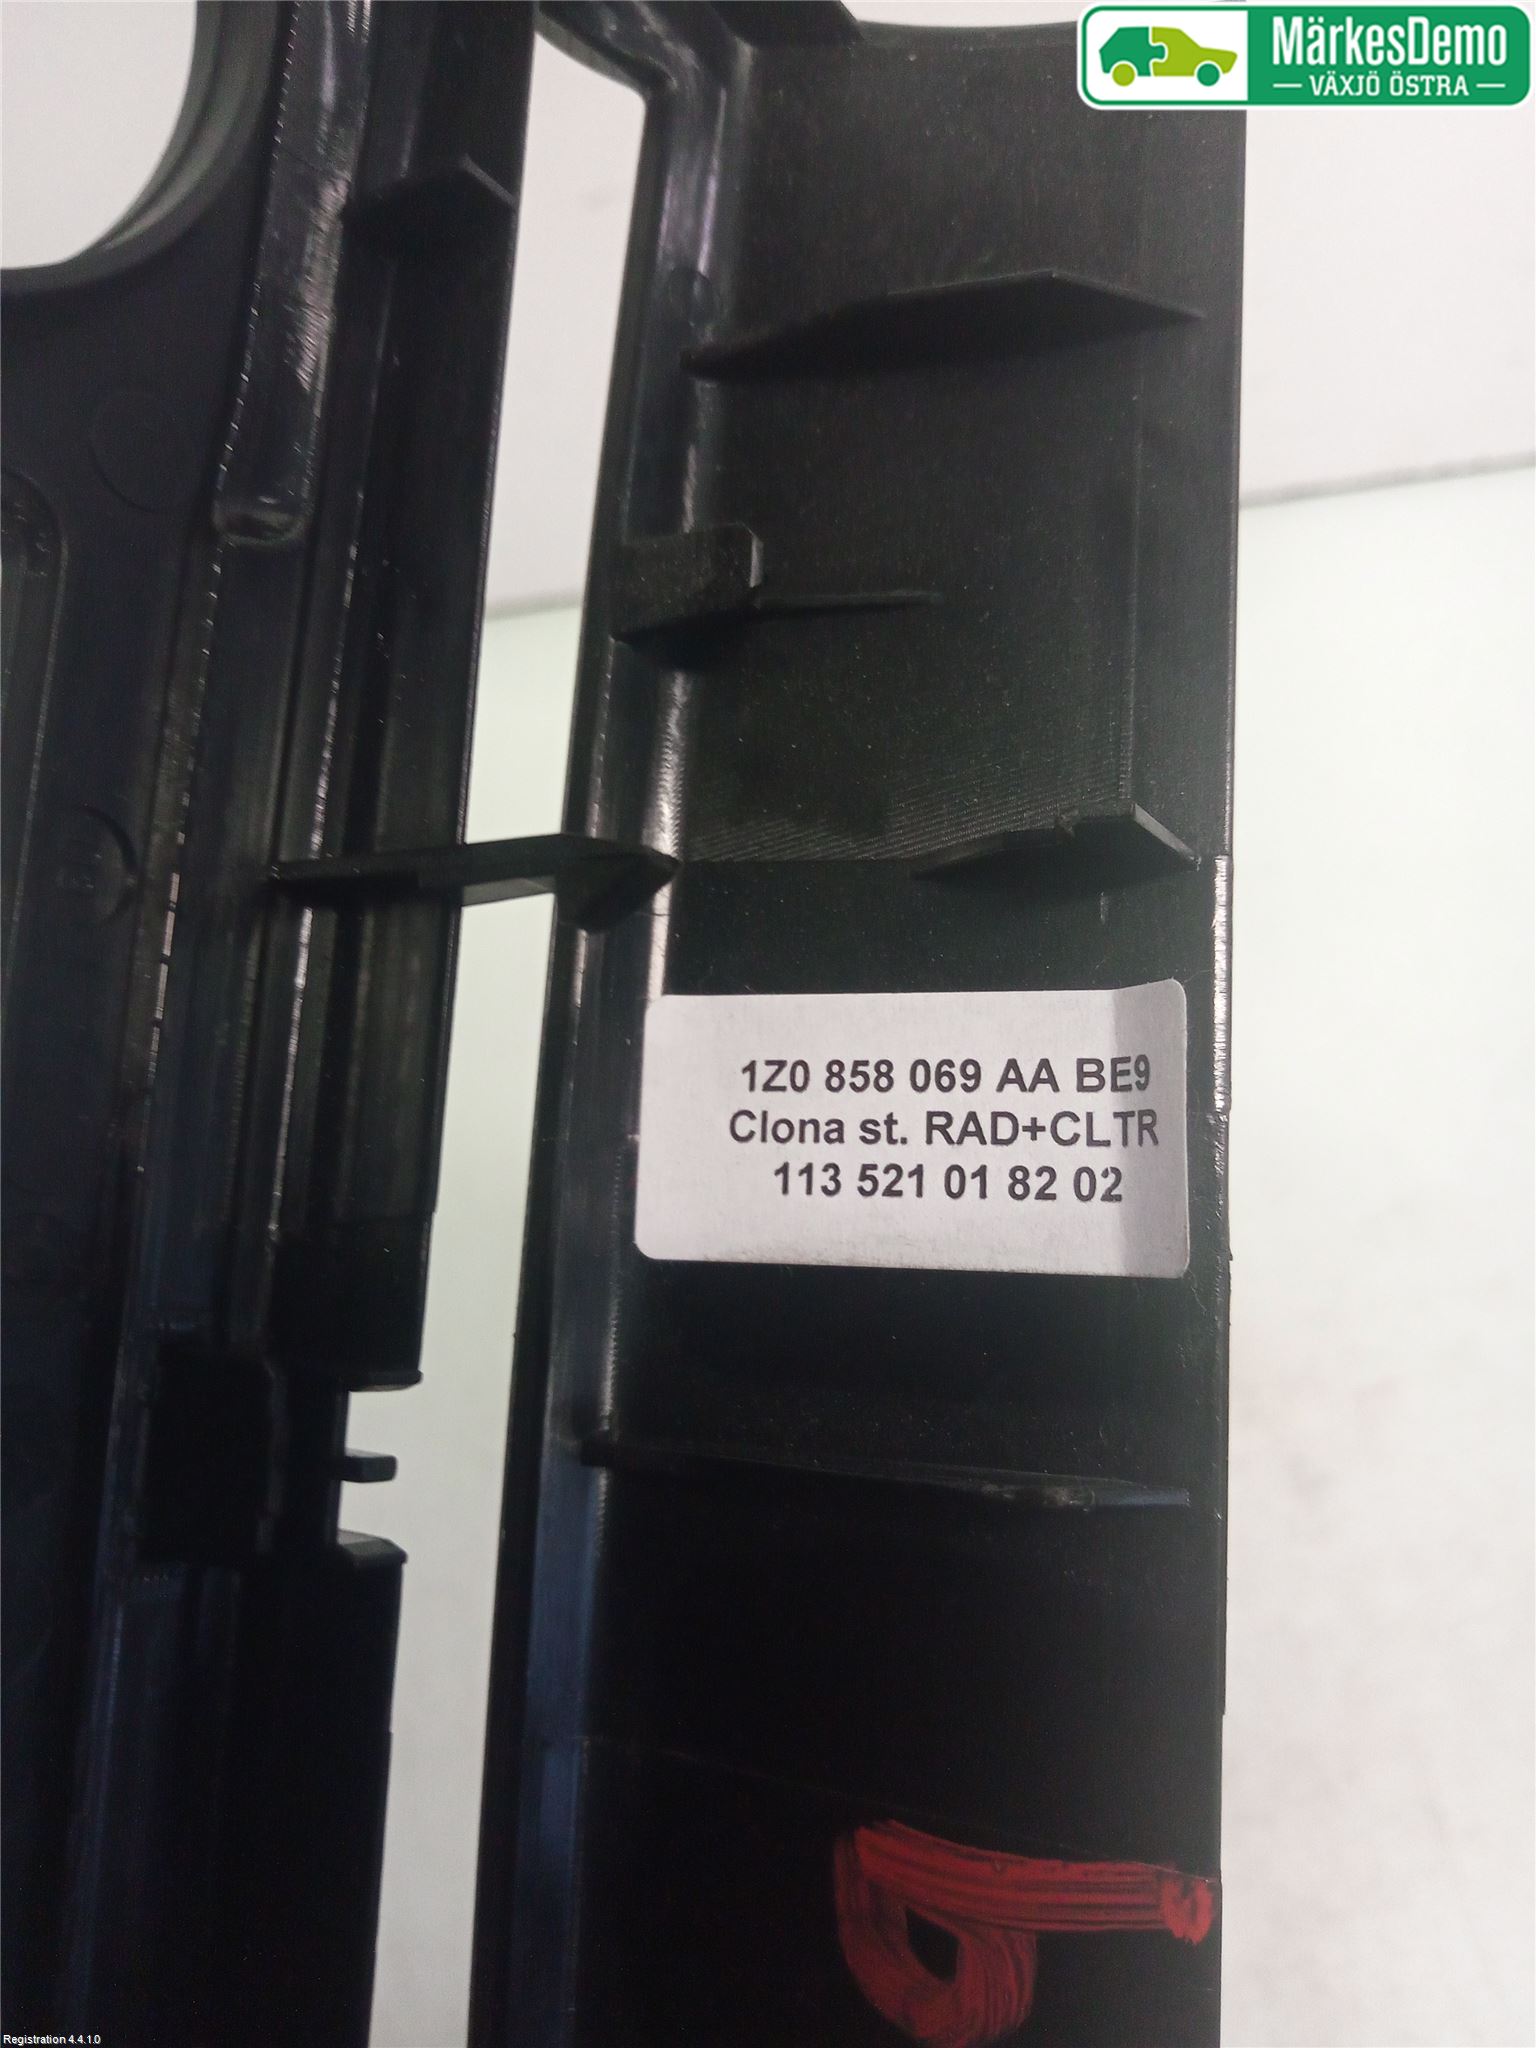 MärkesDemo
VÄXJÖ ÖSTRA
1Z0 858 069 AA BE9
Clona st. RAD+CLTR
113 521 01 82 02
Registration 4.4.1.0